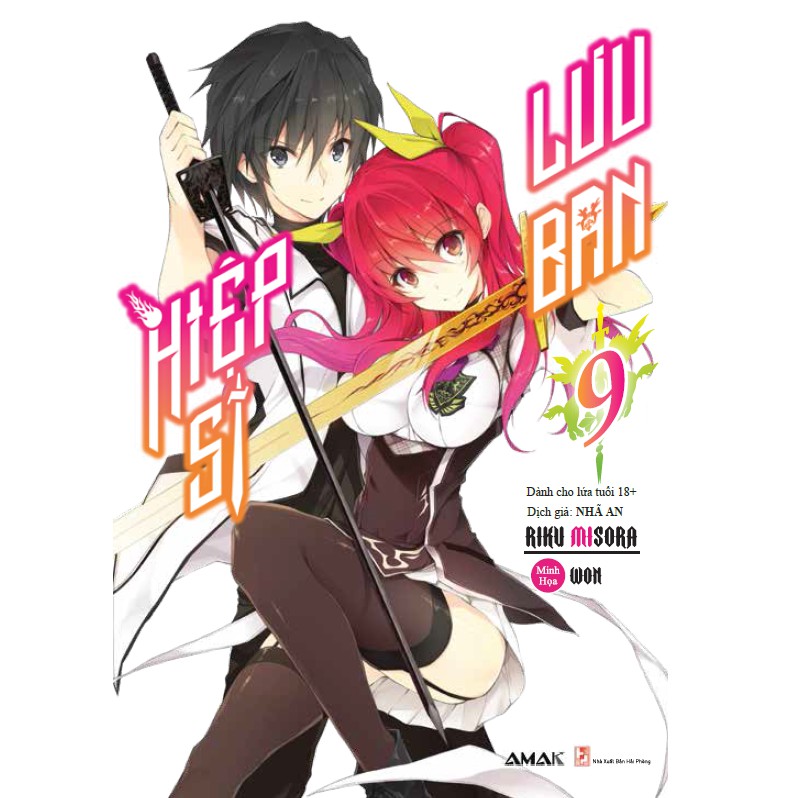 HIỆP
SĨ
LƯU
BAN
9
Dành cho lứa tuổi 18+
Dịch giả: NHÃ AN
RIKU MISORA
Minh
Họa
WON
AMAK
Nhà Xuất Bản Hải Phòng